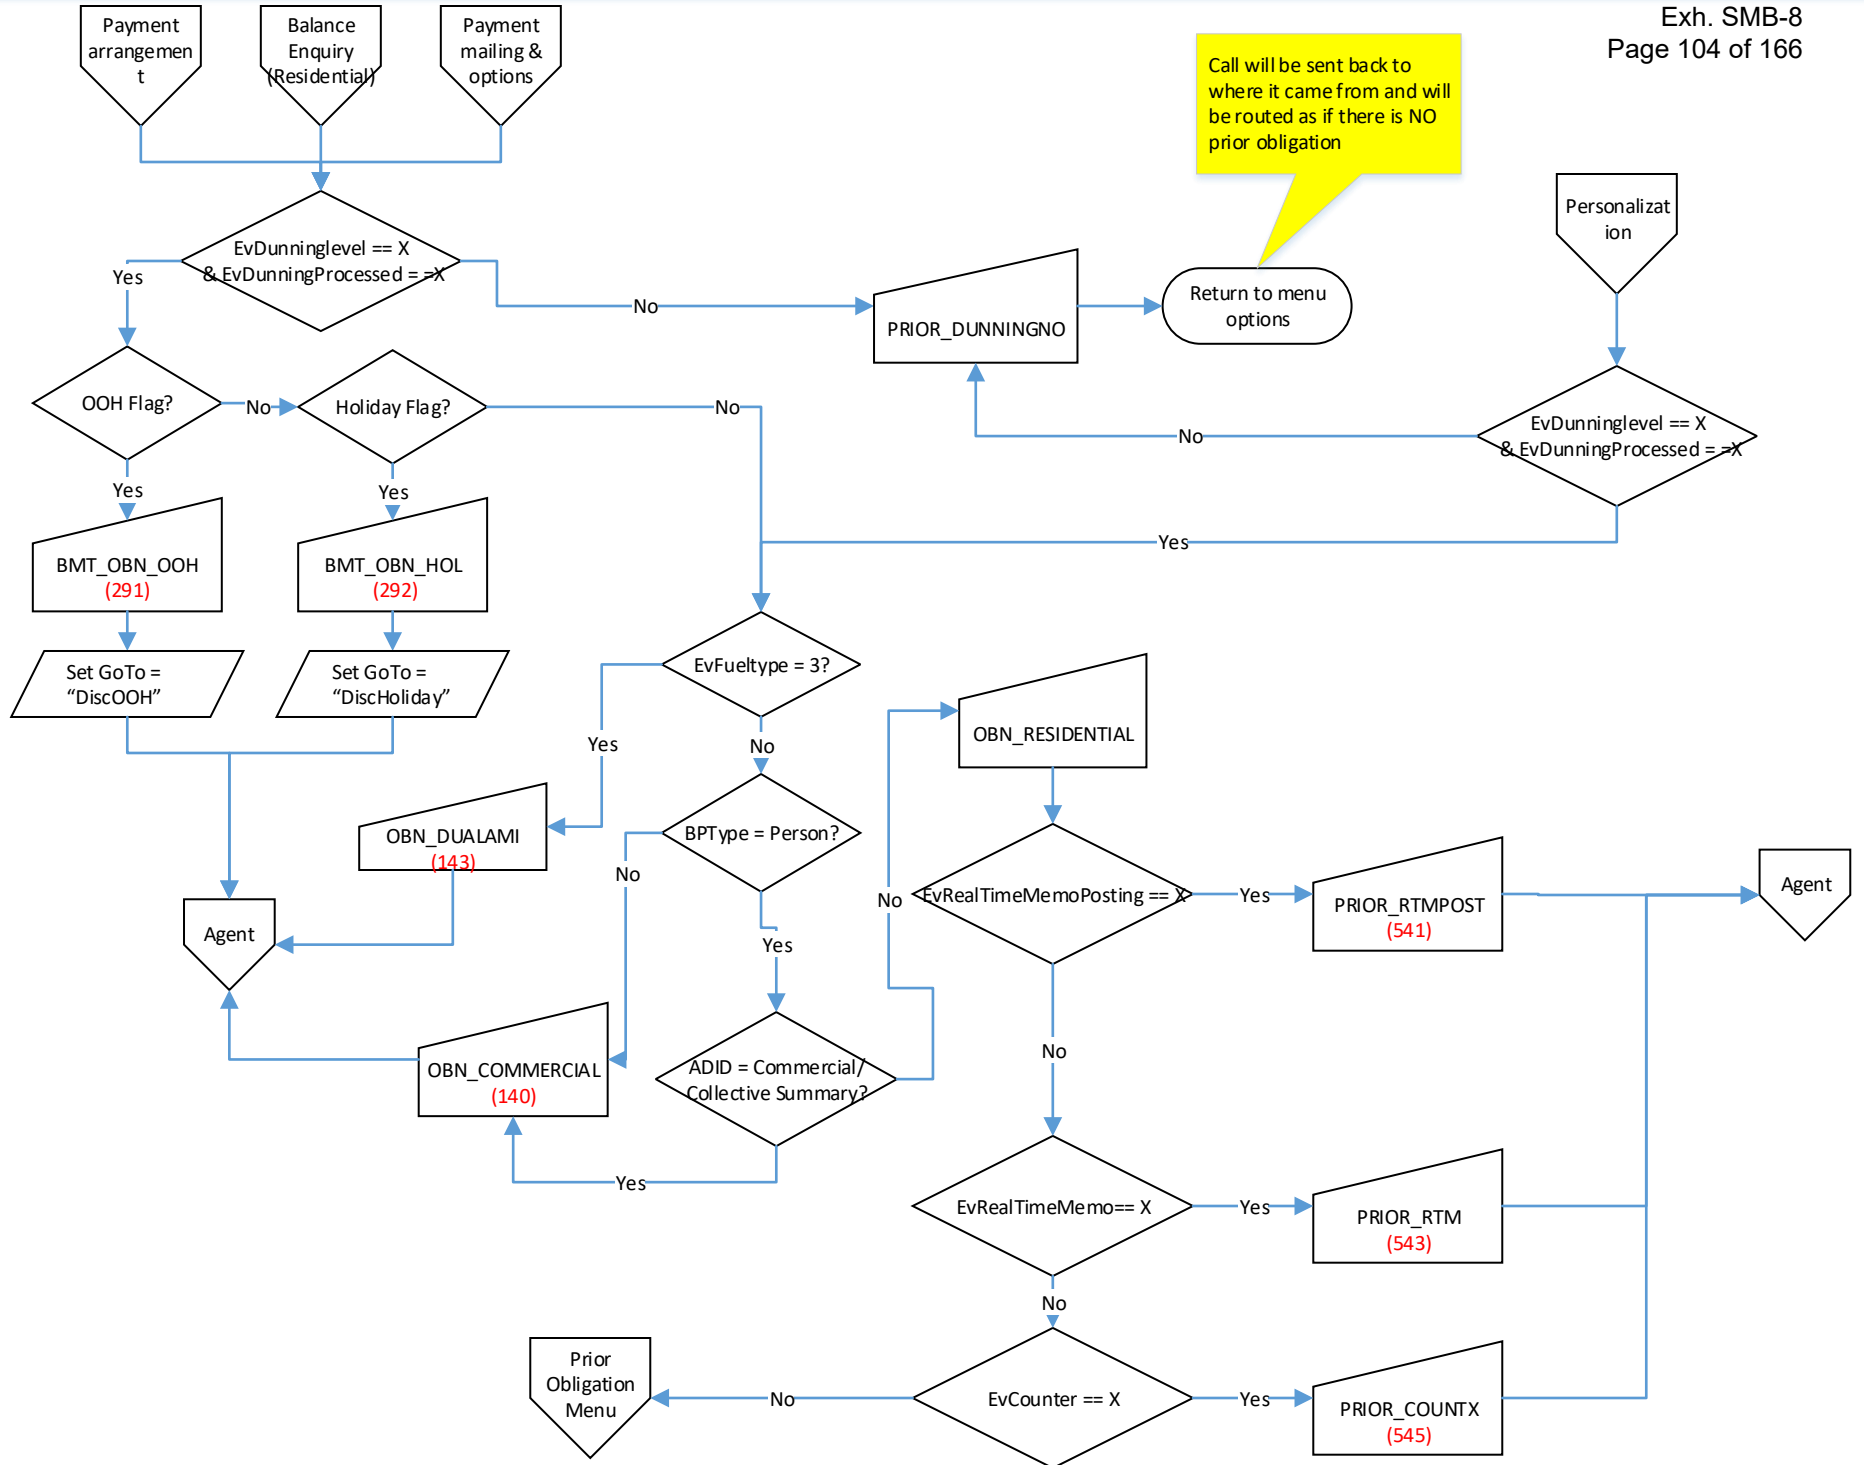 Exh. SMB-8
Page 104 of 166
Payment
arrangemen
t
Balance
Enquiry
(Residential)
Payment
mailing &
options
Call will be sent back to
where it came from and will
be routed as if there is NO
prior obligation
Personalizat
ion
EvDunninglevel == X
& EvDunningProcessed = =X
Yes
No
PRIOR_DUNNINGNO
Return to menu
options
OOH Flag?
No
Holiday Flag?
No
EvDunninglevel == X
& EvDunningProcessed = =X
No
Yes
Yes
Yes
BMT_OBN_OOH
(291)
BMT_OBN_HOL
(292)
Set GoTo =
“DiscOOH”
Set GoTo =
“DiscHoliday”
EvFueltype = 3?
Yes
No
OBN_RESIDENTIAL
OBN_DUALAMI
(143)
BPType = Person?
No
Yes
No
EvRealTimeMemoPosting == X
Yes
PRIOR_RTMPOST
(541)
Agent
Agent
No
OBN_COMMERCIAL
(140)
ADID = Commercial/
Collective Summary?
Yes
EvRealTimeMemo== X
Yes
PRIOR_RTM
(543)
No
Prior
Obligation
Menu
No
EvCounter == X
Yes
PRIOR_COUNTX
(545)